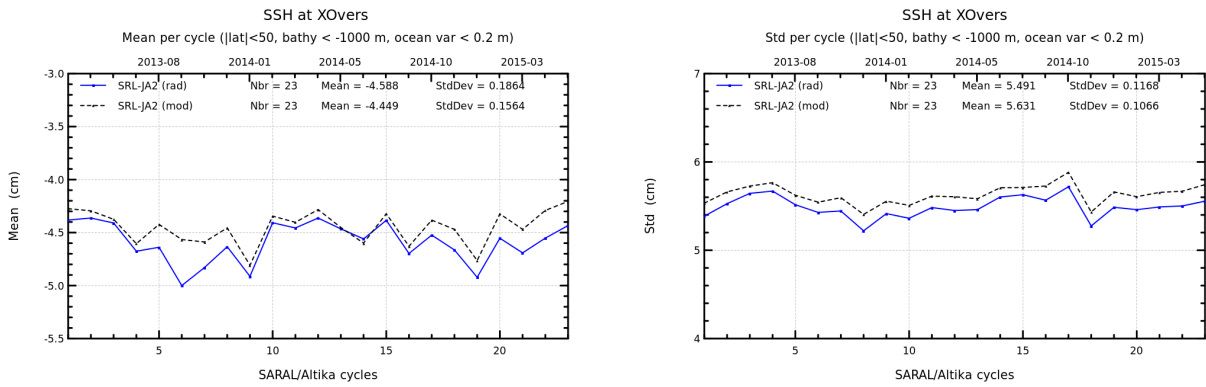 SSH at XOvers
Mean per cycle (|lat|<50, bathy < -1000 m, ocean var < 0.2 m)
2013-08 2014-01 2014-05 2014-10 2015-03
-3.0
SRL-JA2 (rad) Nbr = 23 Mean = -4.588 StdDev = 0.1864
SRL-JA2 (mod) Nbr = 23 Mean = -4.449 StdDev = 0.1564
-3.5
-4.0
-4.5
-5.0
-5.5
Mean (cm)
5 10 15 20
SARAL/Altika cycles
SSH at XOvers
Std per cycle (|lat|<50, bathy < -1000 m, ocean var < 0.2 m)
2013-08 2014-01 2014-05 2014-10 2015-03
7
SRL-JA2 (rad) Nbr = 23 Mean = 5.491 StdDev = 0.1168
SRL-JA2 (mod) Nbr = 23 Mean = 5.631 StdDev = 0.1066
6
5
4
Std (cm)
5 10 15 20
SARAL/Altika cycles